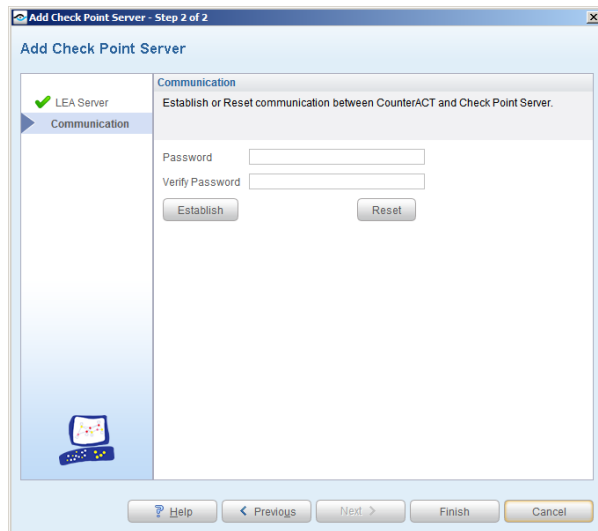 Add Check Point Server - Step 2 of 2
Add Check Point Server
Communication
LEA Server
Communication
Establish or Reset communication between CounterACT and Check Point Server.
Password
Verify Password
Establish Reset
? Help < Previous Next > Finish Cancel